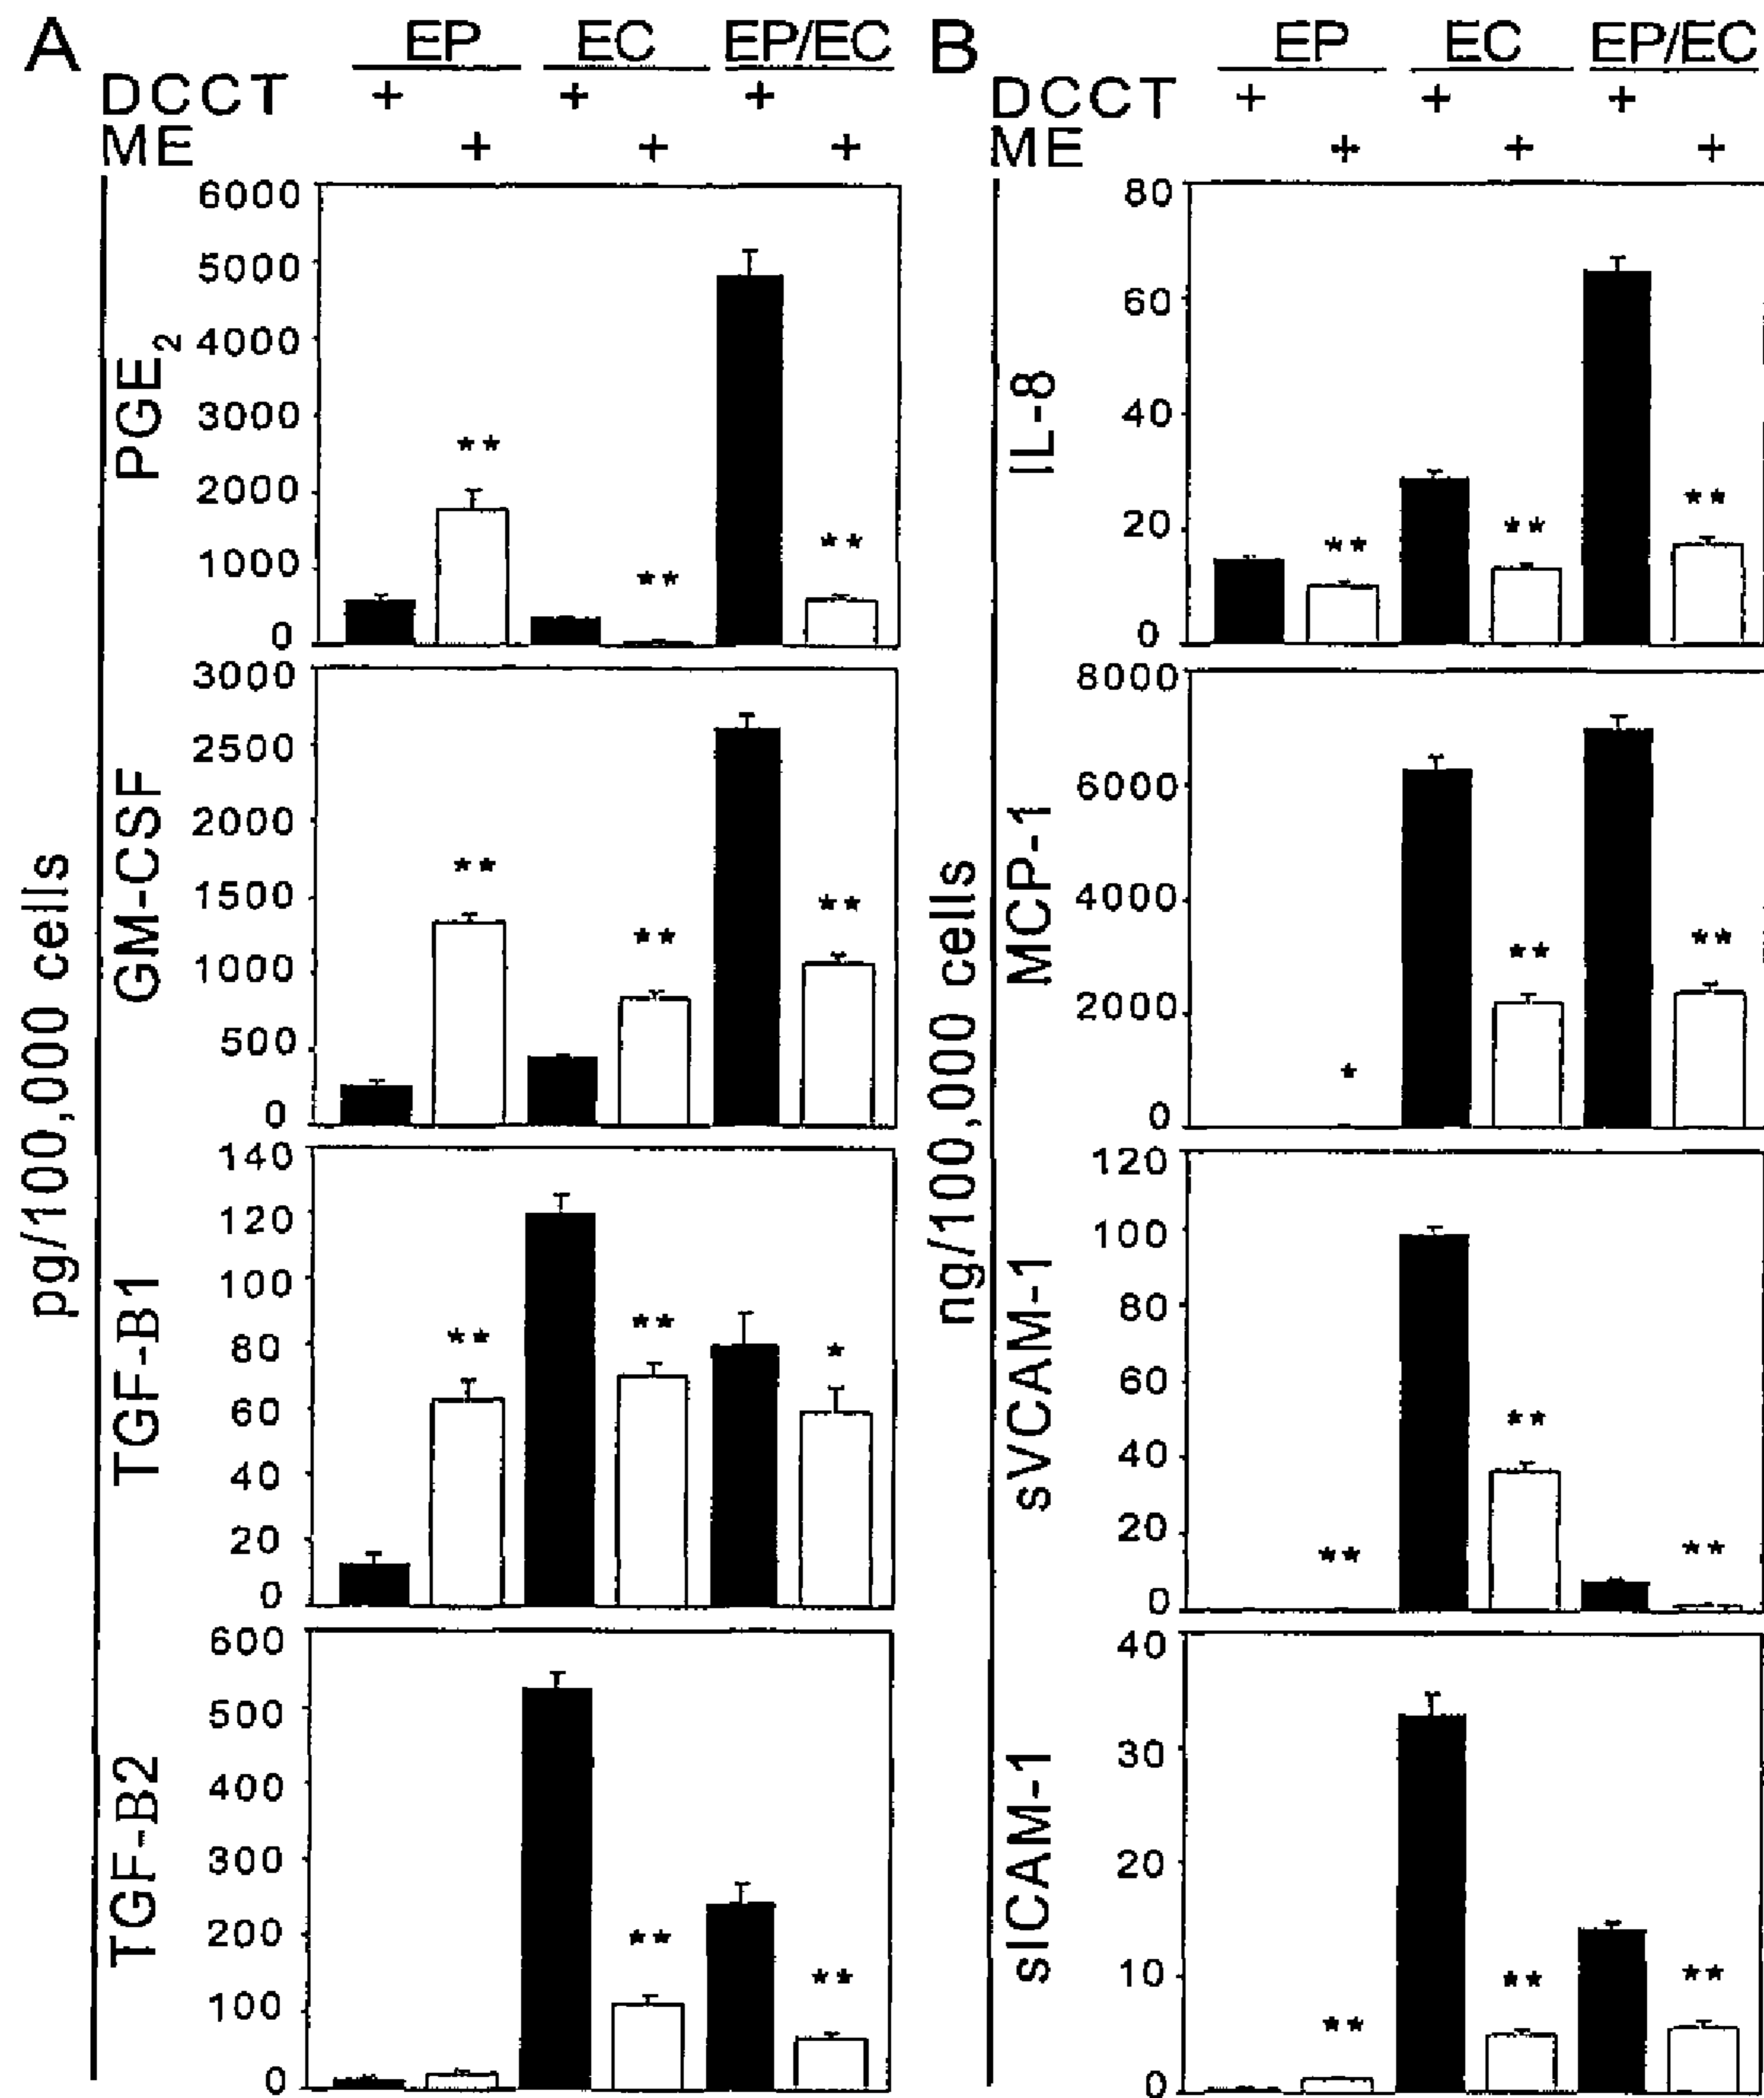 A EP EC EP/EC
DCCT + + +
ME + + +
pg/100,000 cells
PGE2
6000
5000
4000
3000
2000
1000
0
** ** **
GM-CSF
3000
2500
2000
1500
1000
500
0
** ** **
TGF-B1
140
120
100
80
60
40
20
0
** ** *
TGF-B2
600
500
400
300
200
100
0
** **
B EP EC EP/EC
DCCT + + +
ME + + +
ng/100,000 cells
IL-8
80
60
40
20
0
** ** **
MCP-1
8000
6000
4000
2000
0
* ** **
sVCAM-1
120
100
80
60
40
20
0
** ** **
sICAM-1
40
30
20
10
0
** ** **